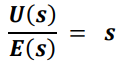 U(s)/E(s) = s